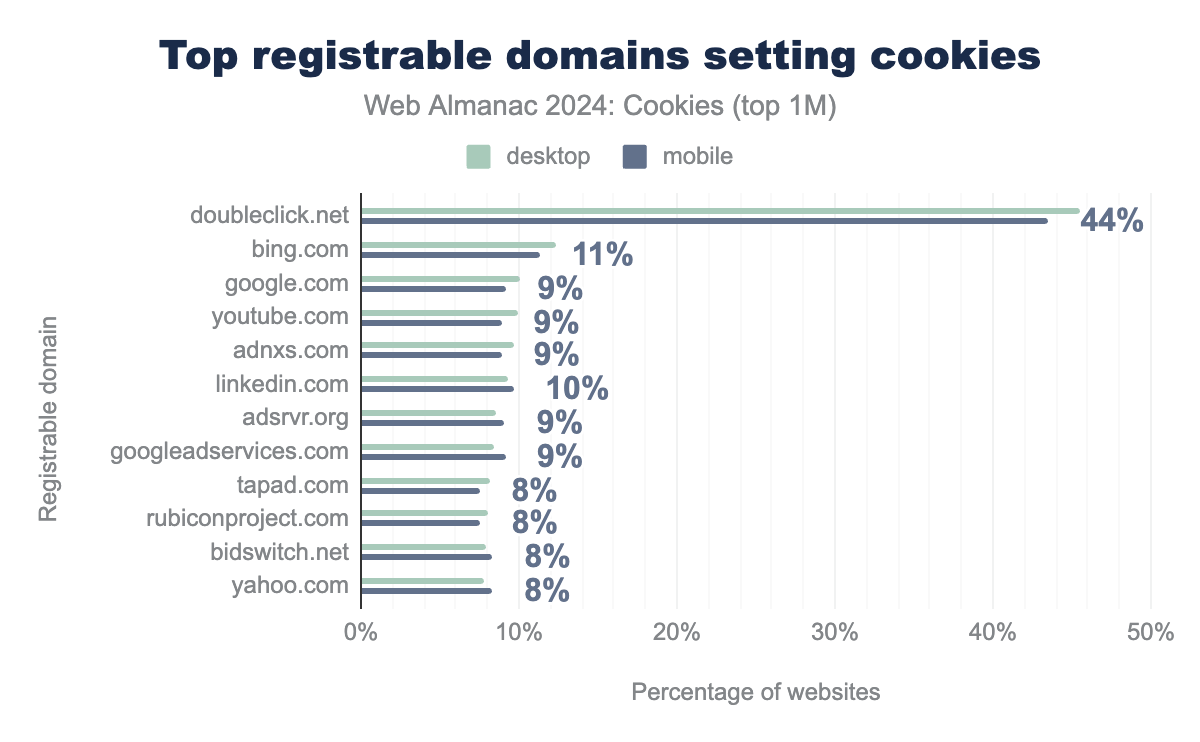 Top registrable domains setting cookies
Web Almanac 2024: Cookies (top 1M)
desktop mobile
Registrable domain
doubleclick.net 44%
bing.com 11%
google.com 9%
youtube.com 9%
adnxs.com 9%
linkedin.com 10%
adsrvr.org 9%
googleadservices.com 9%
tapad.com 8%
rubiconproject.com 8%
bidswitch.net 8%
yahoo.com 8%
0% 10% 20% 30% 40% 50%
Percentage of websites